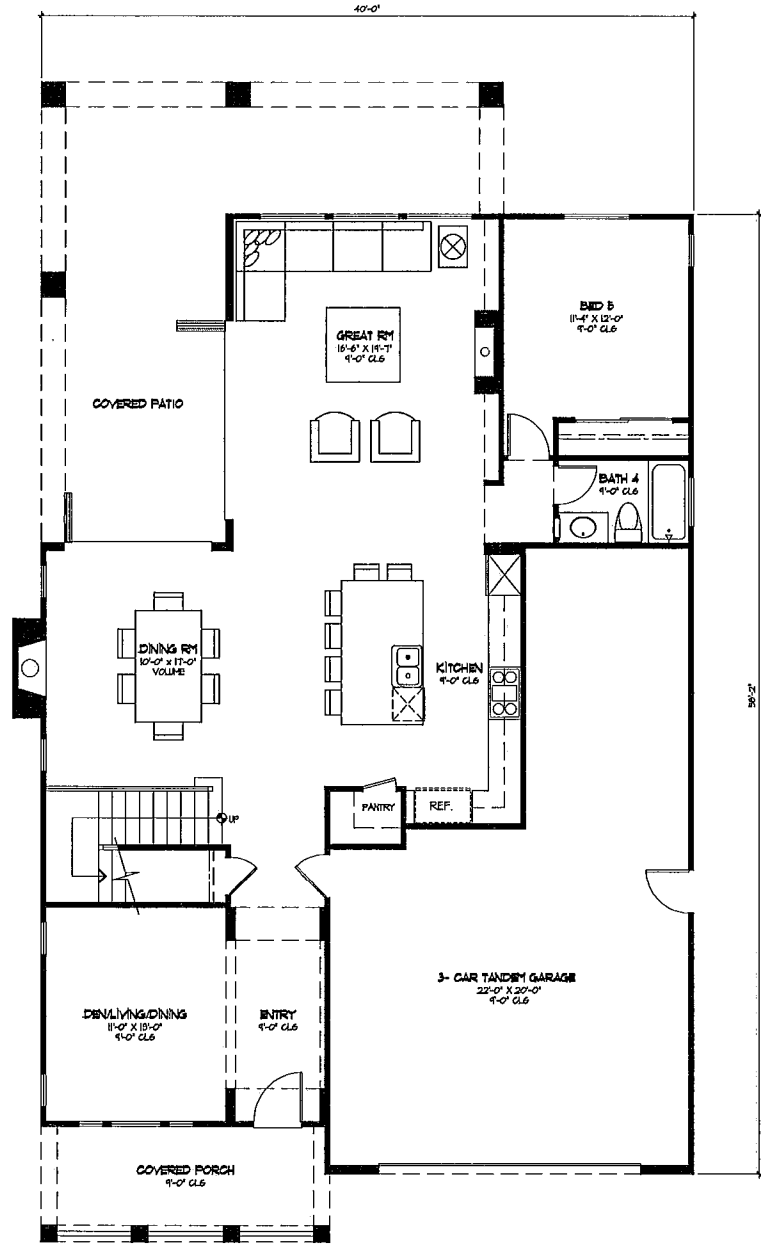 40'-0"
BED 5
11'-4" X 12'-0"
9'-0" CLG
GREAT RM
16'-6" X 19'-7"
9'-0" CLG
COVERED PATIO
BATH 4
9'-0" CLG
DINING RM
10'-0" x 17'-0"
VOLUME
KITCHEN
9'-0" CLG
58'-2"
PANTRY
REF.
UP
3- CAR TANDEM GARAGE
22'-0" X 20'-0"
9'-0" CLG
DEN/LIVING/DINING
11'-0" X 13'-0"
9'-0" CLG
ENTRY
9'-0" CLG
COVERED PORCH
9'-0" CLG